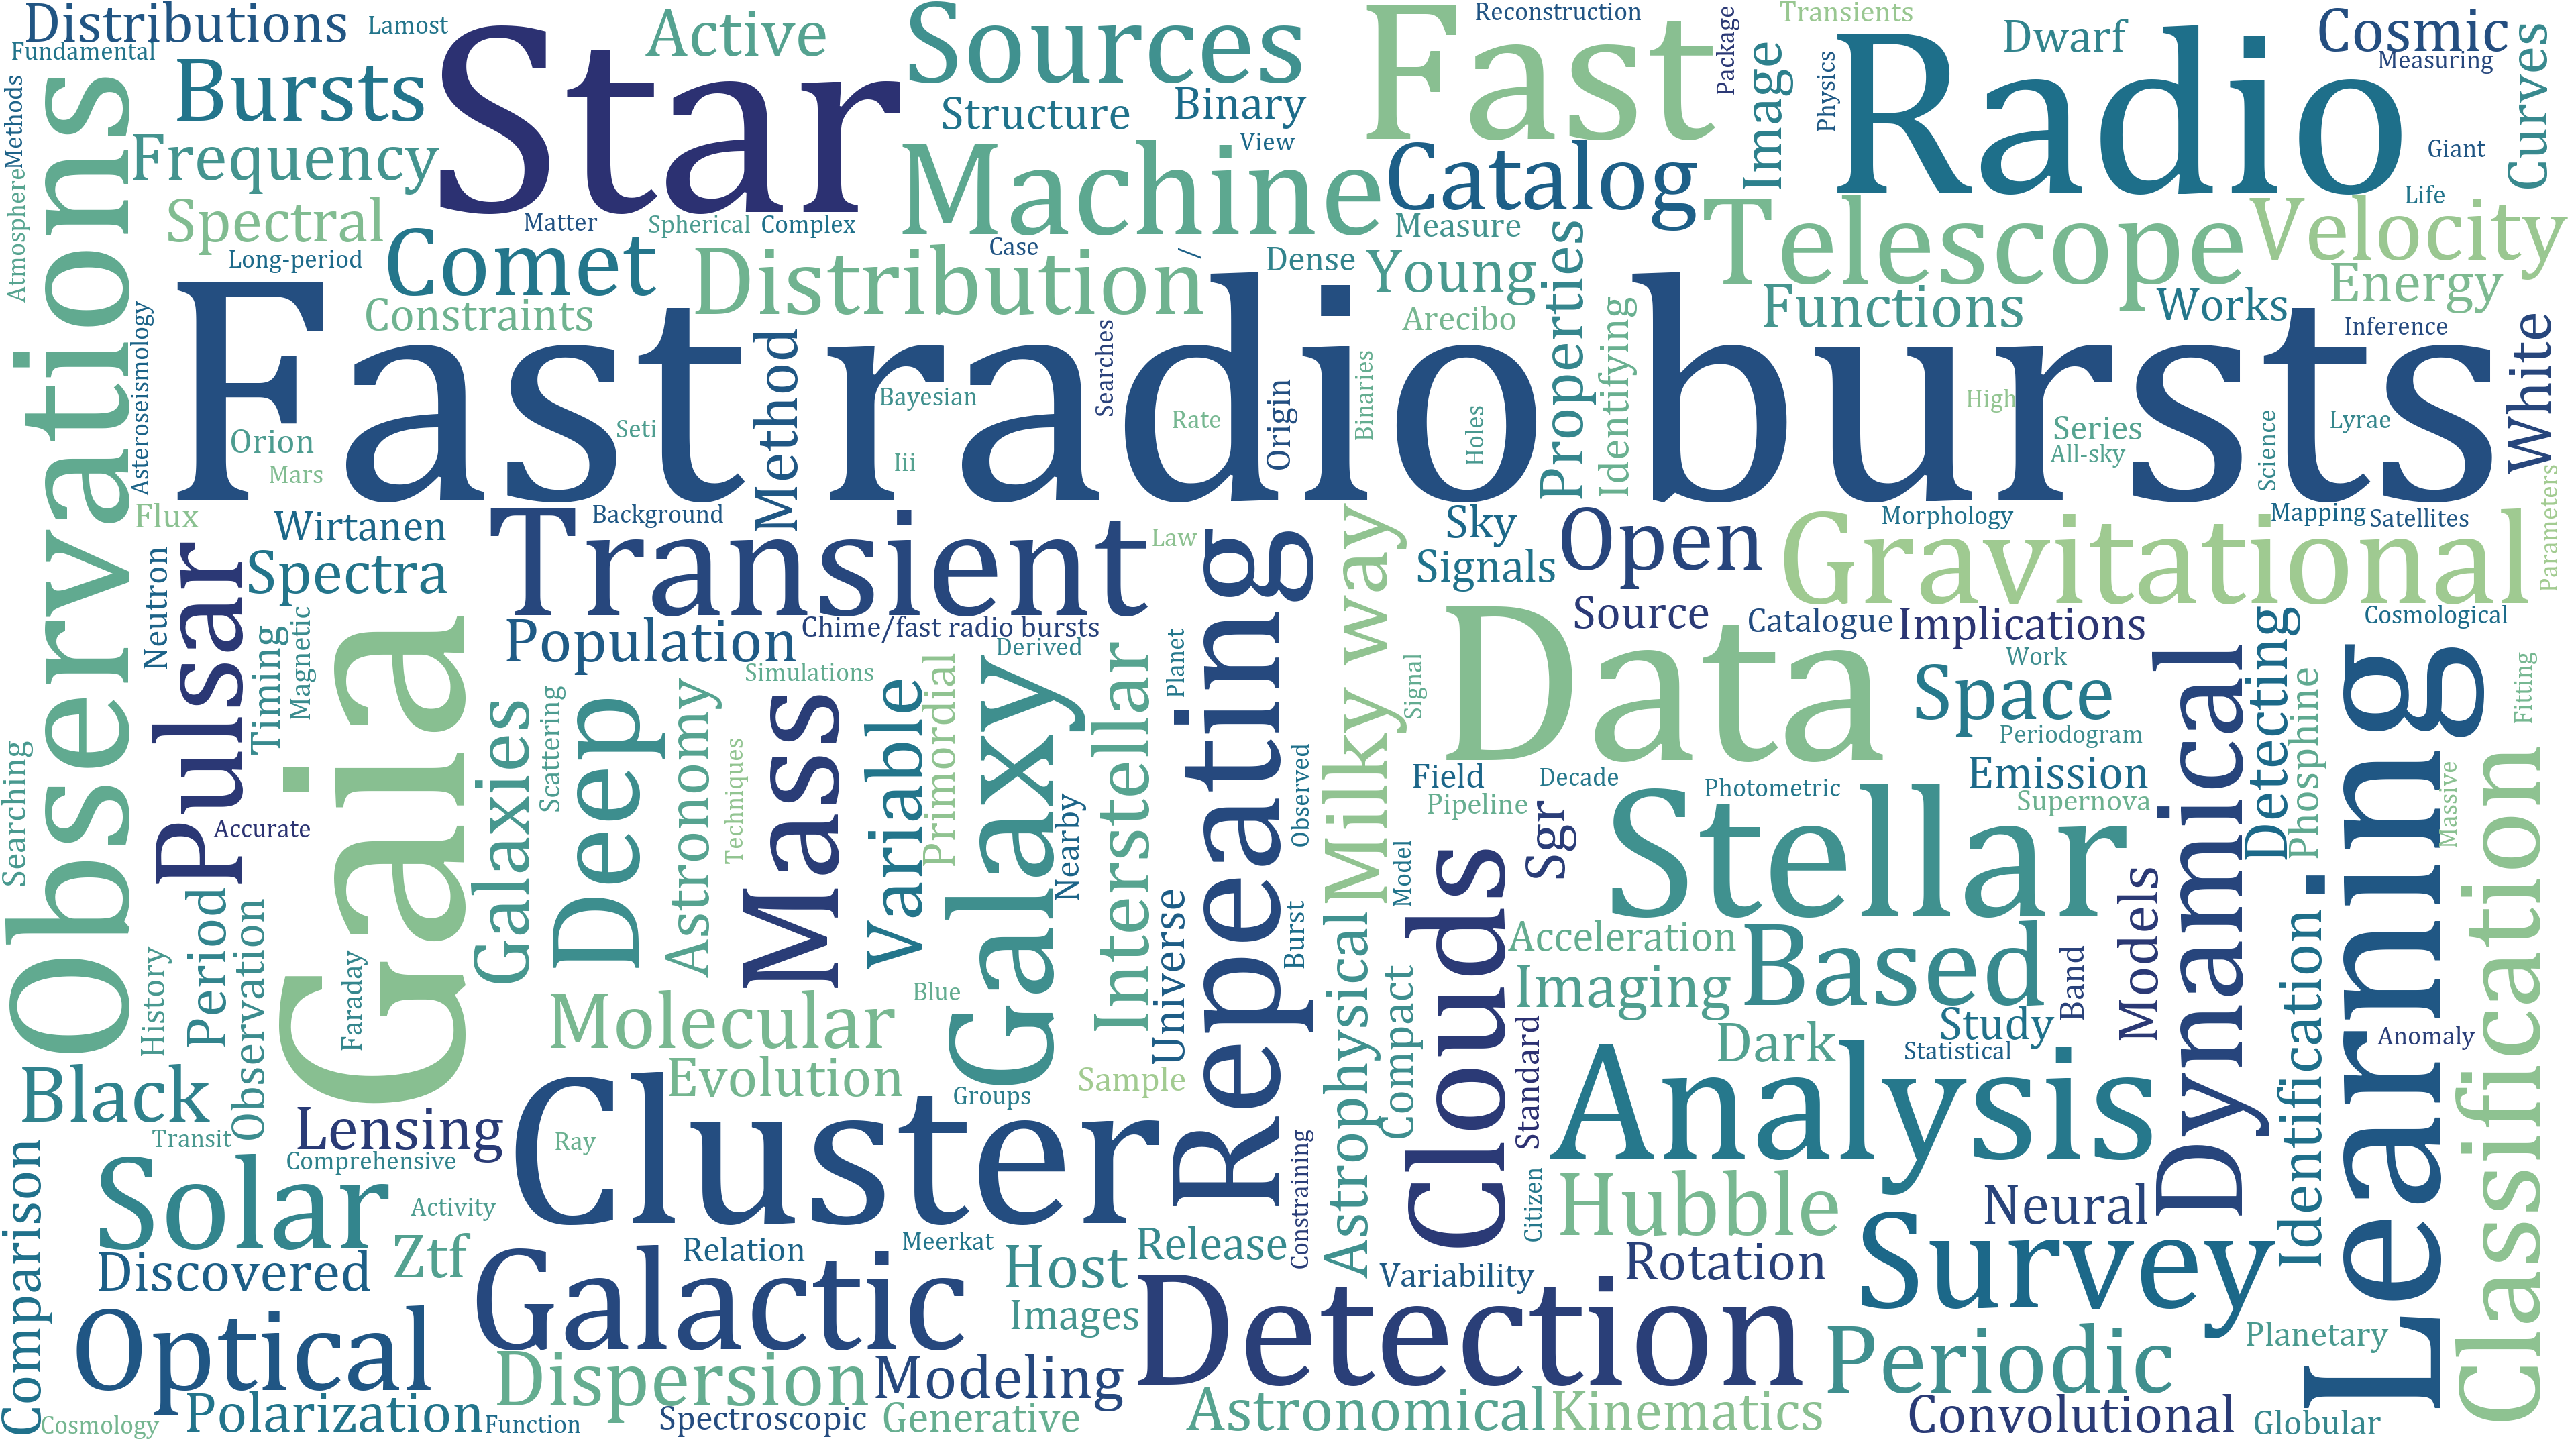 Distributions
Lamost
Fundamental
Star
Active
Sources
Fast
Reconstruction
Transients
Package
Image
Physics
Radio
Dwarf
Cosmic
Measuring
Curves
Methods
Observations
Bursts
Structure
Binary
View
Frequency
Machine
Catalog
Giant
Life
Atmosphere
Spectral
Matter
Spherical
Complex
Measure
Properties
Telescope
Velocity
Long-period
Comet
Distribution
Case
/
Dense
Young
Energy
Constraints
Arecibo
Identifying
Functions
Works
Inference
White
Asteroseismology
Fast radio bursts
Method
Searches
Bayesian
Rate
Origin
Binaries
Holes
High
Series
All-sky
Science
Lyrae
Orion
Seti
Mars
Iii
Parameters
Flux
Wirtanen
Background
Transient
Law
Repeating
Milky way
Sky
Signals
Open
Morphology
Mapping
Satellites
Gravitational
Neutron
Pulsar
Spectra
Timing
Magnetic
Gaia
Population
Chime/fast radio bursts
Derived
Planet
Data
Source
Catalogue
Implications
Cosmological
Simulations
Work
Signal
Space
Dynamical
Detecting
Phosphine
Learning
Fitting
Searching
Accurate
Galaxies
Scattering
Deep
Astronomy
Techniques
Mass
Variable
Primordial
Galaxy
Nearby
Interstellar
Observed
Periodogram
Field
Decade
Photometric
Emission
Pipeline
Supernova
Massive
Classification
Sgr
Stellar
Model
Clouds
History
Period
Observation
Faraday
Universe
Burst
Astrophysical
Compact
Acceleration
Imaging
Based
Models
Band
Identification
Molecular
Blue
Evolution
Groups
Sample
Standard
Dark
Study
Statistical
Anomaly
Black
Lensing
Cluster
Ray
Analysis
Transit
Comprehensive
Constraining
Citizen
Comparison
Solar
Activity
Hubble
Neural
Discovered
Ztf
Galactic
Relation
Meerkat
Host
Release
Variability
Rotation
Survey
Images
Detection
Optical
Dispersion
Modeling
Periodic
Planetary
Cosmology
Polarization
Function
Spectroscopic
Generative
Astronomical
Kinematics
Convolutional
Globular